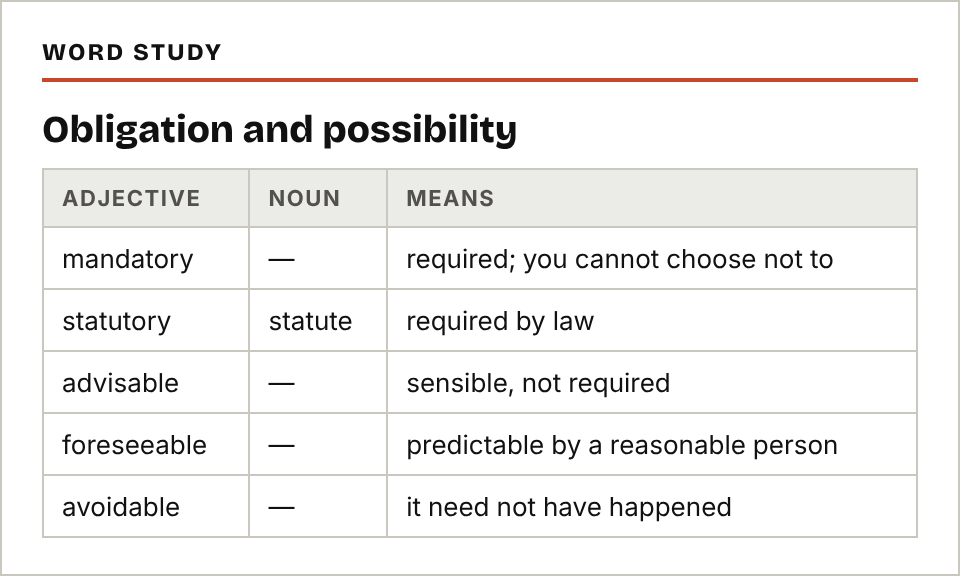 WORD STUDY
Obligation and possibility
ADJECTIVE NOUN MEANS
mandatory — required; you cannot choose not to
statutory statute required by law
advisable — sensible, not required
foreseeable — predictable by a reasonable person
avoidable — it need not have happened